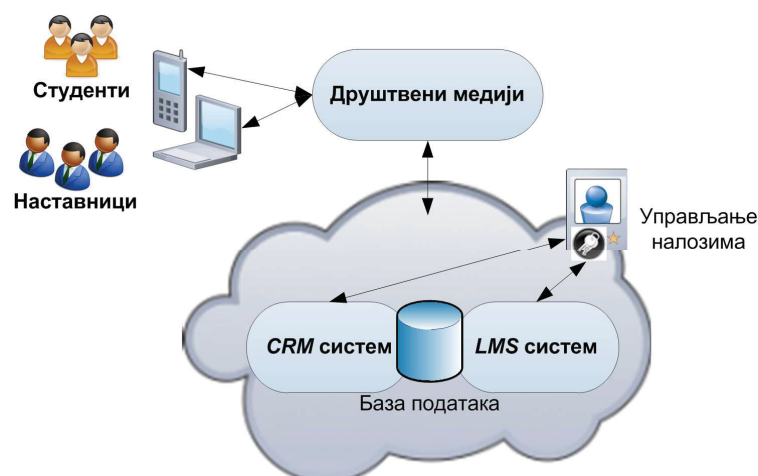 Студенти
Друштвени медији
Наставници
Управљање
налозима
CRM систем
LMS систем
База података